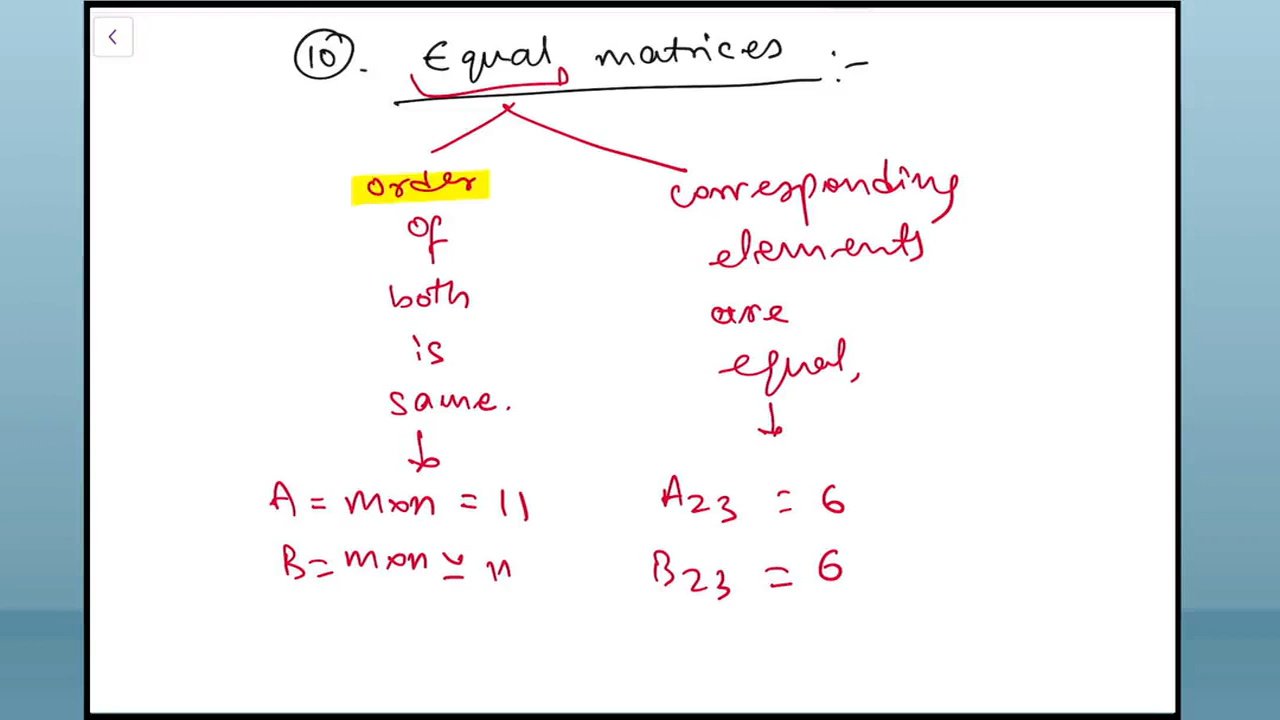 10. Equal matrices :-
order
of
both
is
same.
↓
A = m×n = 11
B = m×n = 11
corresponding
elements
are
equal,
↓
A23 = 6
B23 = 6